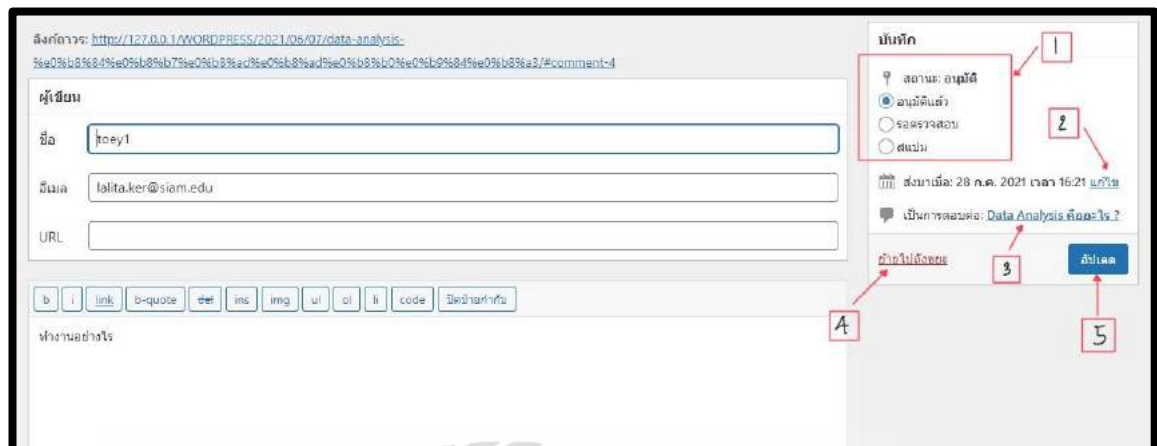 ลิงก์ถาวร: http://127.0.0.1/WORDPRESS/2021/06/07/data-analysis-
%e0%b8%84%e0%b8%b7%e0%b8%ad%e0%b8%ad%e0%b8%b0%e0%b9%84%e0%b8%a3/#comment-4
ผู้เขียน
ชื่อ
toey1
อีเมล
lalita.ker@siam.edu
URL
b i link b-quote del ins img ul ol li code ปิดป้ายกำกับ
ทำงานอย่างไร
บันทึก
1
สถานะ: อนุมัติ
อนุมัติแล้ว
รอตรวจสอบ
สแปม
2
ส่งมาเมื่อ: 28 ก.ค. 2021 เวลา 16:21 แก้ไข
เป็นการตอบต่อ: Data Analysis คืออะไร ?
ย้ายไปถังขยะ
3
อัปเดต
4
5